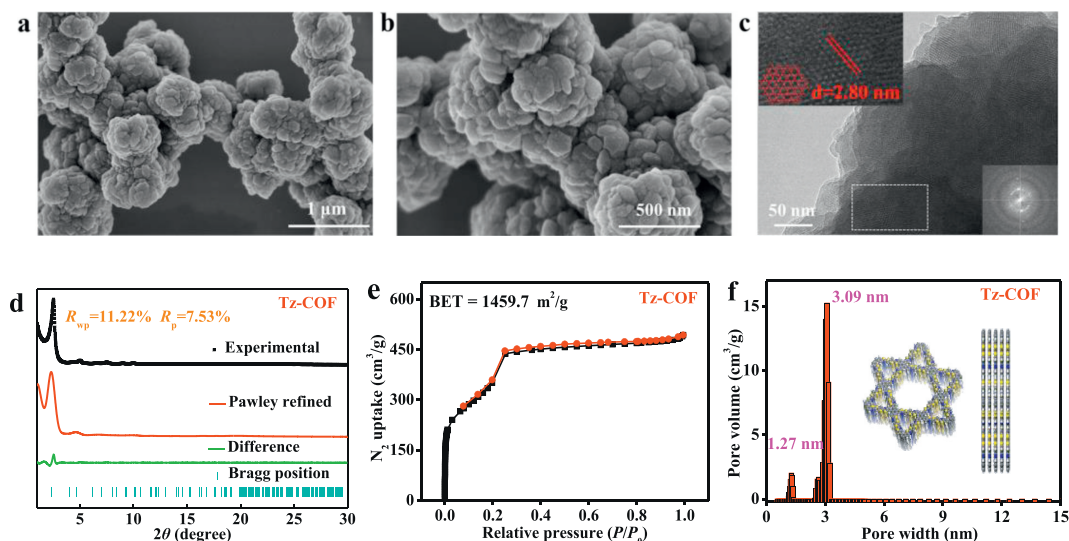 a
1 μm
b
500 nm
c
d=2.80 nm
50 nm
d
Tz-COF
R_wp=11.22% R_p=7.53%
Experimental
Pawley refined
Difference
Bragg position
5 10 15 20 25 30
2θ (degree)
e
BET = 1459.7 m²/g
Tz-COF
600
450
300
150
0
N₂ uptake (cm³/g)
0.0 0.2 0.4 0.6 0.8 1.0
Relative pressure (P/P₀)
f
3.09 nm
Tz-COF
1.27 nm
15
10
5
0
Pore volume (cm³/g)
0 3 6 9 12 15
Pore width (nm)